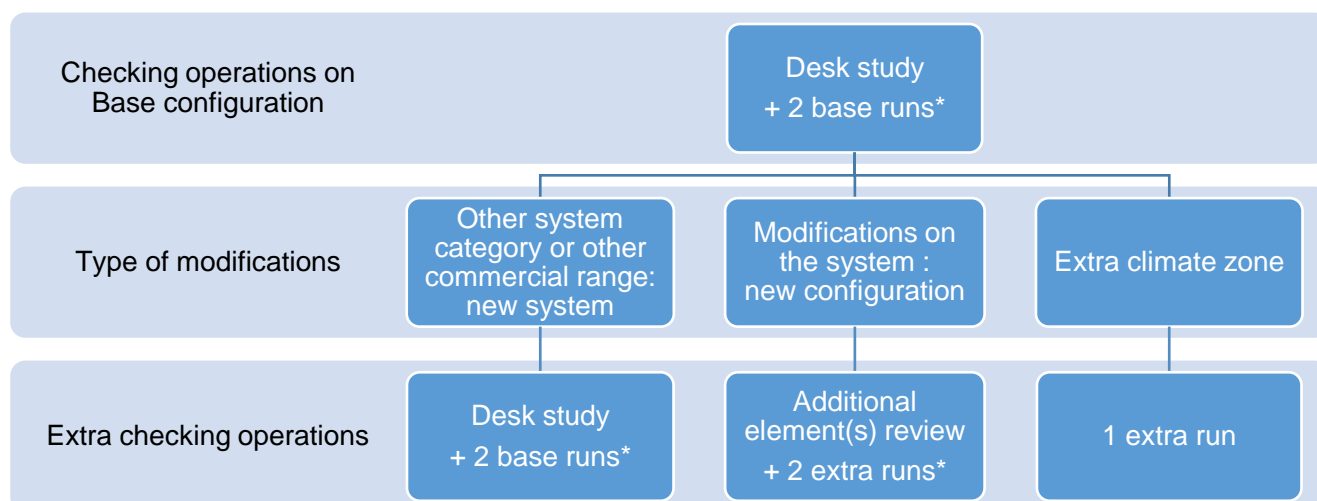 Checking operations on
Base configuration
Desk study
+ 2 base runs*
Type of modifications
Other system
category or other
commercial range:
new system
Modifications on
the system :
new configuration
Extra climate zone
Extra checking operations
Desk study
+ 2 base runs*
Additional
element(s) review
+ 2 extra runs*
1 extra run